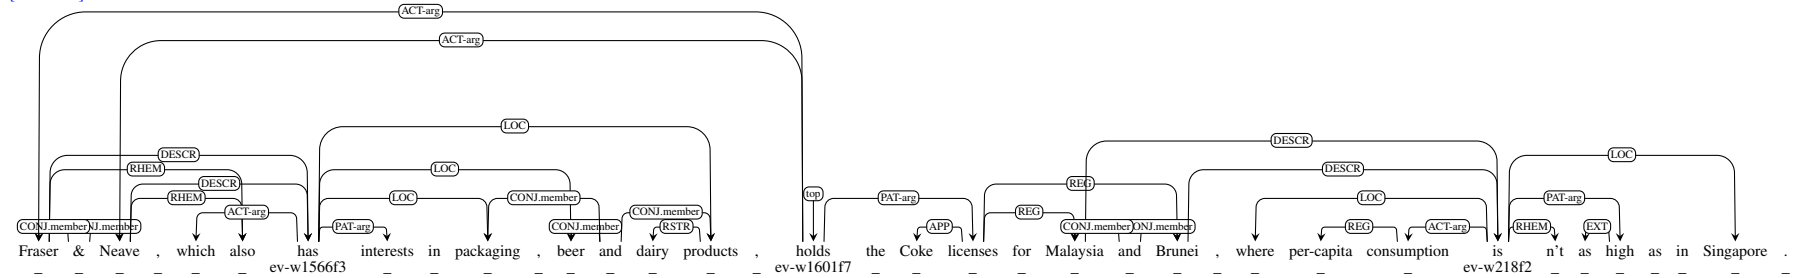 ACT-arg
ACT-arg
LOC
DESCR DESCR
RHEM LOC DESCR LOC
DESCR RHEM LOC CONJ.member top PAT-arg REG LOC PAT-arg
ACT-arg CONJ.member APP REG
CONJ.member NJ.member PAT-arg CONJ.member RSTR CONJ.member ONJ.member REG ACT-arg RHEM EXT
Fraser & Neave , which also has interests in packaging , beer and dairy products , holds the Coke licenses for Malaysia and Brunei , where per-capita consumption is n't as high as in Singapore .
_ _ _ _ _ _ ev-w1566f3 _ _ _ _ _ _ _ _ _ ev-w1601f7 _ _ _ _ _ _ _ _ _ _ _ ev-w218f2 _ _ _ _ _ _ _